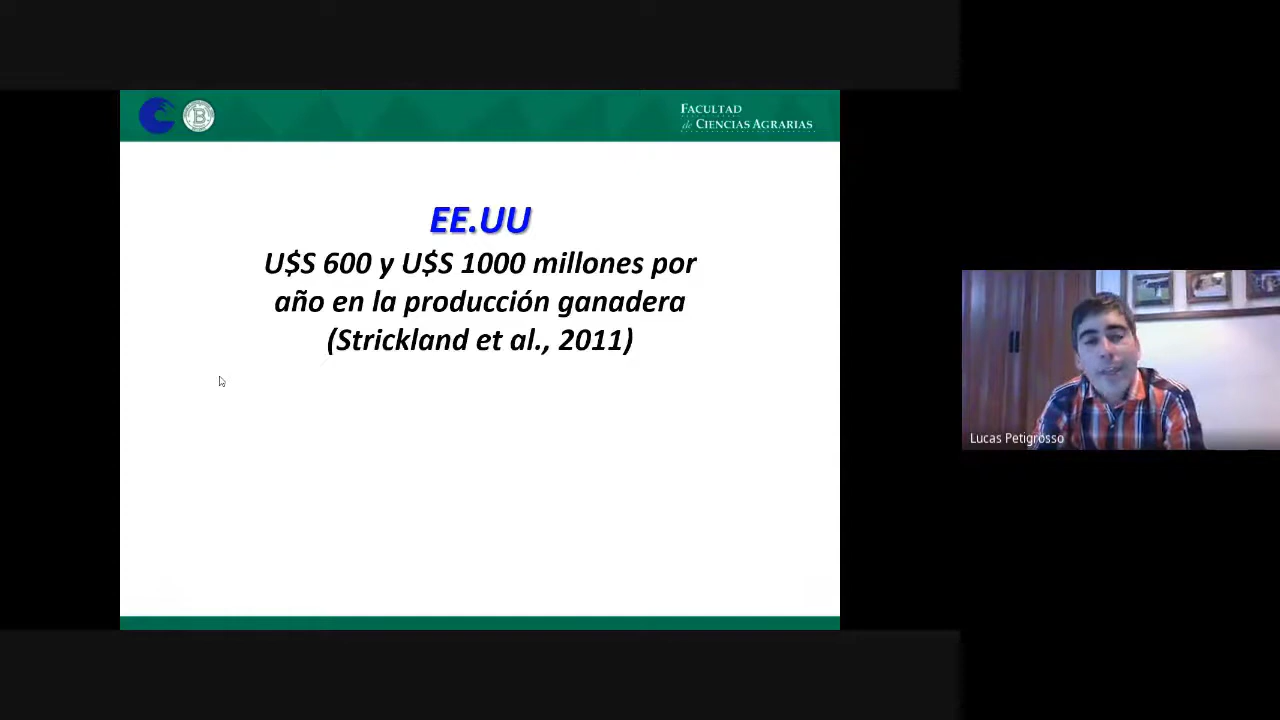 FACULTAD
de CIENCIAS AGRARIAS
EE.UU
U$S 600 y U$S 1000 millones por
año en la producción ganadera
(Strickland et al., 2011)
Lucas Petigrosso